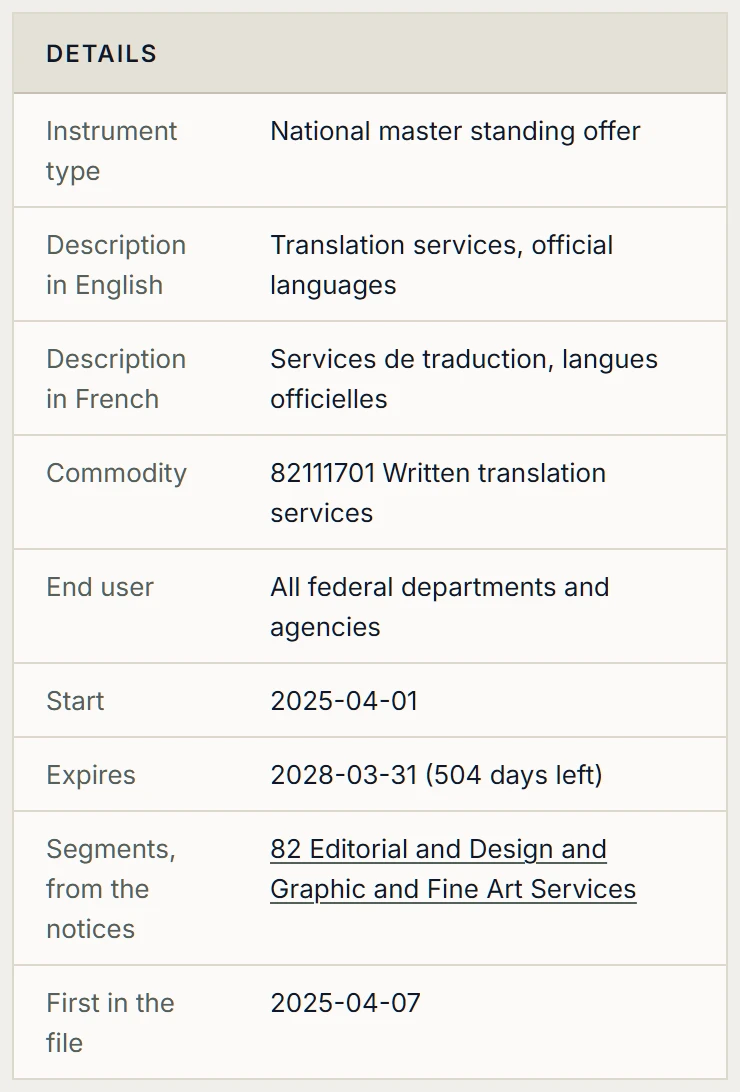 DETAILS
Instrument
type
National master standing offer
Description
in English
Translation services, official
languages
Description
in French
Services de traduction, langues
officielles
Commodity
82111701 Written translation
services
End user
All federal departments and
agencies
Start
2025-04-01
Expires
2028-03-31 (504 days left)
Segments,
from the
notices
82 Editorial and Design and
Graphic and Fine Art Services
First in the
file
2025-04-07